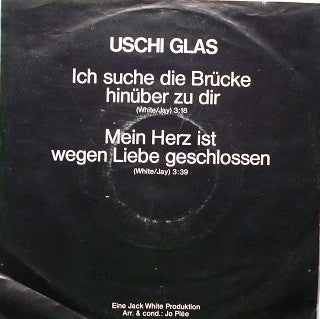 USCHI GLAS
Ich suche die Brücke
hinüber zu dir
(White/Jay) 3:18
Mein Herz ist
wegen Liebe geschlossen
(White/Jay) 3:39
Eine Jack White Produktion
Arr. & cond.: Jo Plée